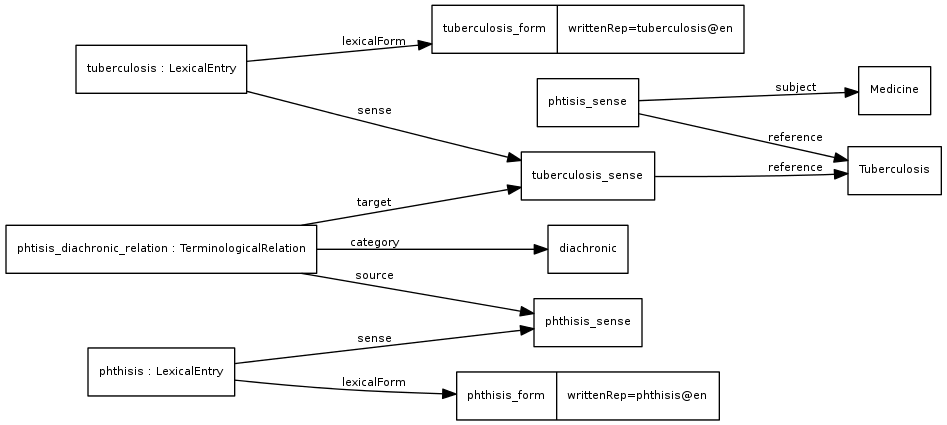 tuberculosis_form
writtenRep=tuberculosis@en
lexicalForm
tuberculosis : LexicalEntry
sense
phtisis_sense
subject
Medicine
reference
tuberculosis_sense
reference
Tuberculosis
target
phtisis_diachronic_relation : TerminologicalRelation
category
diachronic
source
phthisis_sense
sense
phthisis : LexicalEntry
lexicalForm
phthisis_form
writtenRep=phthisis@en